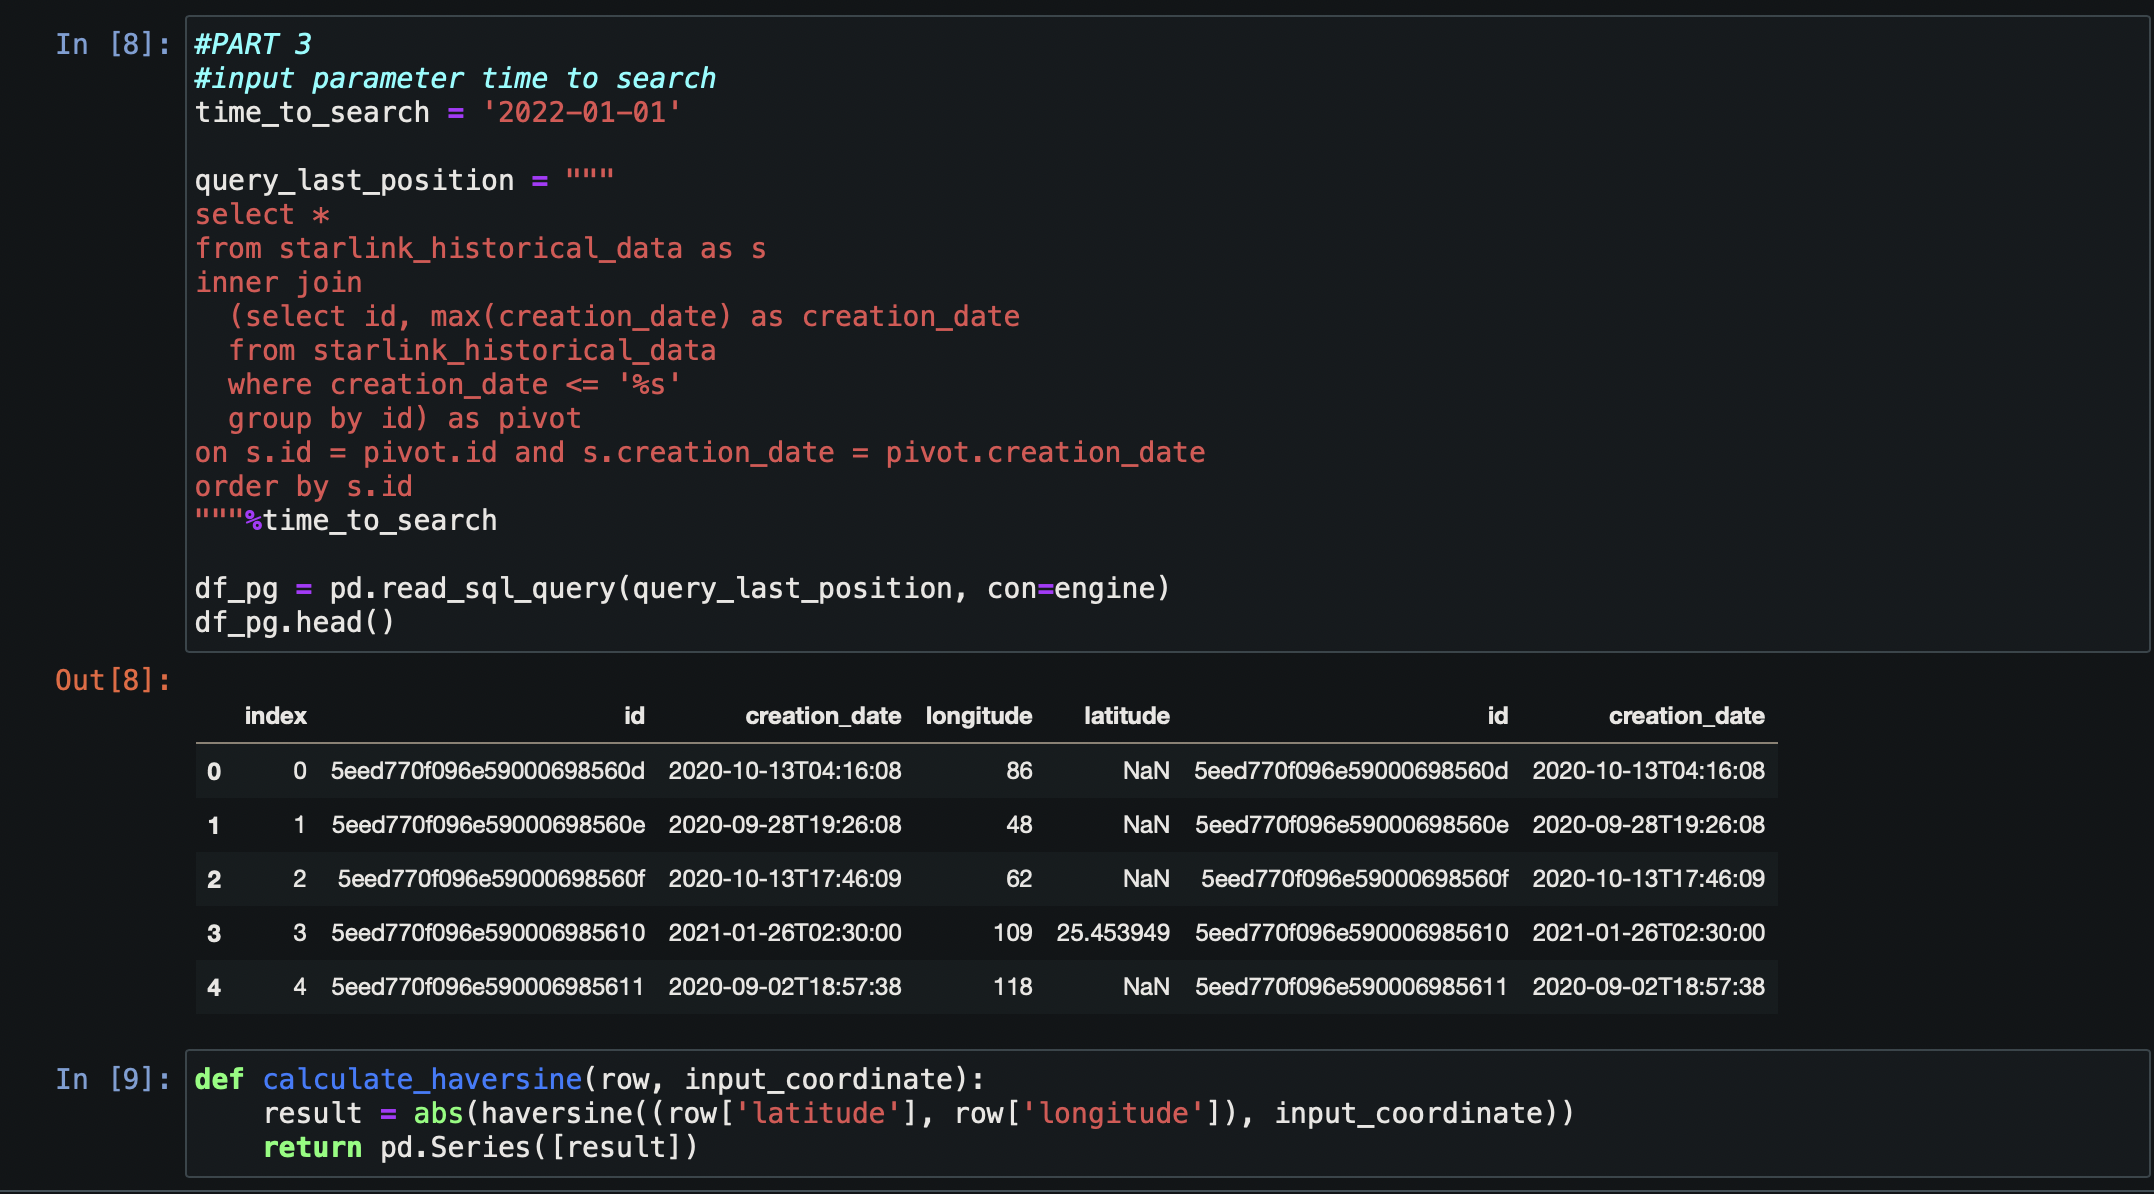 In [8]: #PART 3
#input parameter time to search
time_to_search = '2022-01-01'
query_last_position = """
select *
from starlink_historical_data as s
inner join
  (select id, max(creation_date) as creation_date
  from starlink_historical_data
  where creation_date <= '%s'
  group by id) as pivot
on s.id = pivot.id and s.creation_date = pivot.creation_date
order by s.id
"""%time_to_search
df_pg = pd.read_sql_query(query_last_position, con=engine)
df_pg.head()
Out[8]:
index id creation_date longitude latitude id creation_date
0 0 5eed770f096e59000698560d 2020-10-13T04:16:08 86 NaN 5eed770f096e59000698560d 2020-10-13T04:16:08
1 1 5eed770f096e59000698560e 2020-09-28T19:26:08 48 NaN 5eed770f096e59000698560e 2020-09-28T19:26:08
2 2 5eed770f096e59000698560f 2020-10-13T17:46:09 62 NaN 5eed770f096e59000698560f 2020-10-13T17:46:09
3 3 5eed770f096e590006985610 2021-01-26T02:30:00 109 25.453949 5eed770f096e590006985610 2021-01-26T02:30:00
4 4 5eed770f096e590006985611 2020-09-02T18:57:38 118 NaN 5eed770f096e590006985611 2020-09-02T18:57:38
In [9]: def calculate_haversine(row, input_coordinate):
    result = abs(haversine((row['latitude'], row['longitude']), input_coordinate))
    return pd.Series([result])